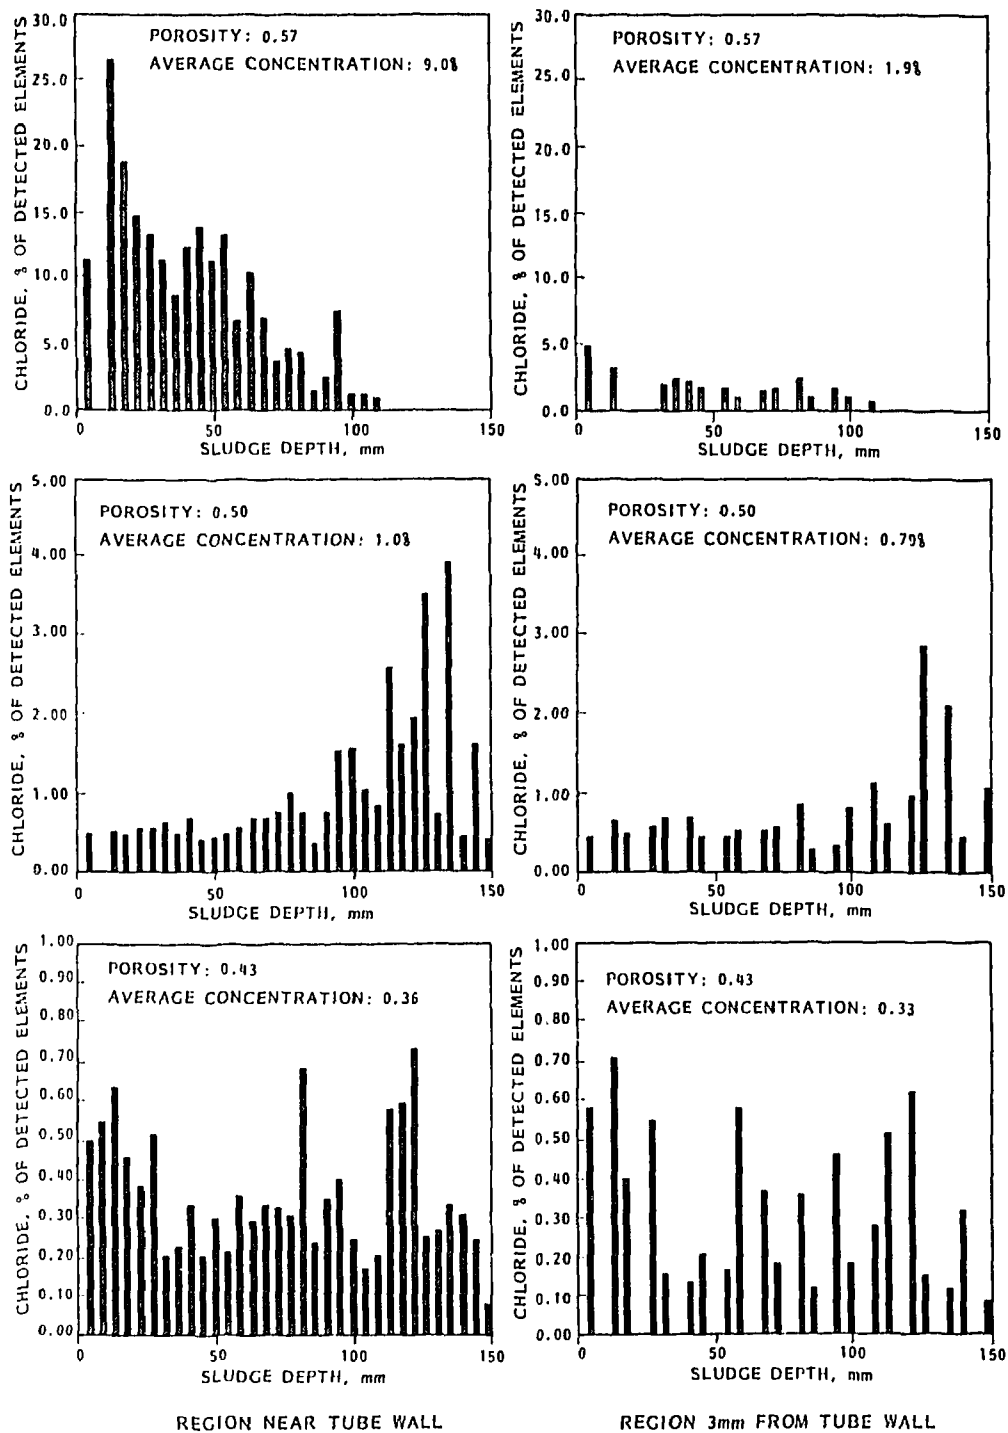 CHLORIDE, % OF DETECTED ELEMENTS
30.0
25.0
20.0
15.0
10.0
5.0
0.0
POROSITY: 0.57
AVERAGE CONCENTRATION: 9.0%
0 50 100 150
SLUDGE DEPTH, mm
CHLORIDE, % OF DETECTED ELEMENTS
30.0
25.0
20.0
15.0
10.0
5.0
0.0
POROSITY: 0.57
AVERAGE CONCENTRATION: 1.9%
0 50 100 150
SLUDGE DEPTH, mm
CHLORIDE, % OF DETECTED ELEMENTS
5.00
4.00
3.00
2.00
1.00
0.00
POROSITY: 0.50
AVERAGE CONCENTRATION: 1.0%
0 50 100 150
SLUDGE DEPTH, mm
CHLORIDE, % OF DETECTED ELEMENTS
5.00
4.00
3.00
2.00
1.00
0.00
POROSITY: 0.50
AVERAGE CONCENTRATION: 0.79%
0 50 100 150
SLUDGE DEPTH, mm
CHLORIDE, % OF DETECTED ELEMENTS
1.00
0.90
0.80
0.70
0.60
0.50
0.40
0.30
0.20
0.10
0.00
POROSITY: 0.43
AVERAGE CONCENTRATION: 0.36
0 50 100 150
SLUDGE DEPTH, mm
CHLORIDE, % OF DETECTED ELEMENTS
1.00
0.90
0.80
0.70
0.60
0.50
0.40
0.30
0.20
0.10
0.00
POROSITY: 0.43
AVERAGE CONCENTRATION: 0.33
0 50 100 150
SLUDGE DEPTH, mm
REGION NEAR TUBE WALL
REGION 3mm FROM TUBE WALL